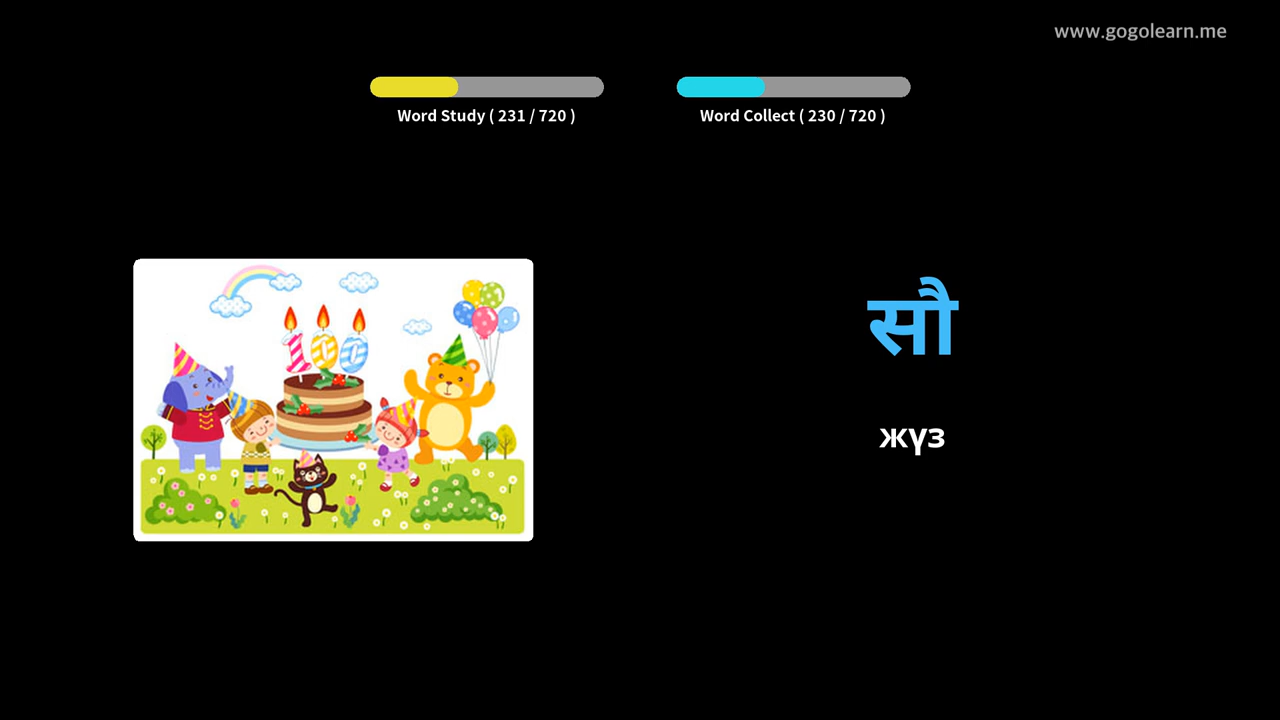 www.gogolearn.me
Word Study ( 231 / 720 )
Word Collect ( 230 / 720 )
100
सौ
жүз